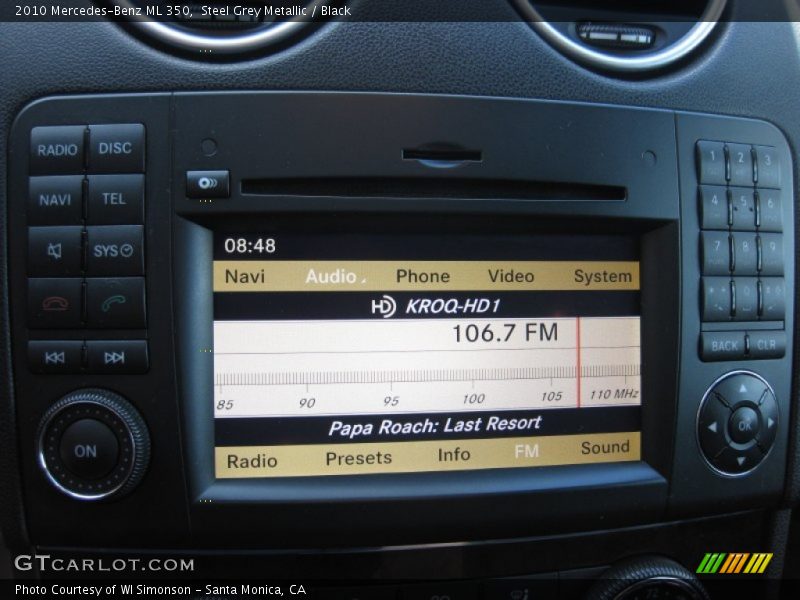 2010 Mercedes-Benz ML 350, Steel Grey Metallic / Black
RADIO DISC
NAVI TEL
SYS
ON
08:48
Navi Audio Phone Video System
HD KROQ-HD1
106.7 FM
85 90 95 100 105 110 MHz
Papa Roach: Last Resort
Radio Presets Info FM Sound
1 2 3
4 5 6
7 8 9
BACK CLR
OK
GTCARLOT.COM
Photo Courtesy of WI Simonson - Santa Monica, CA